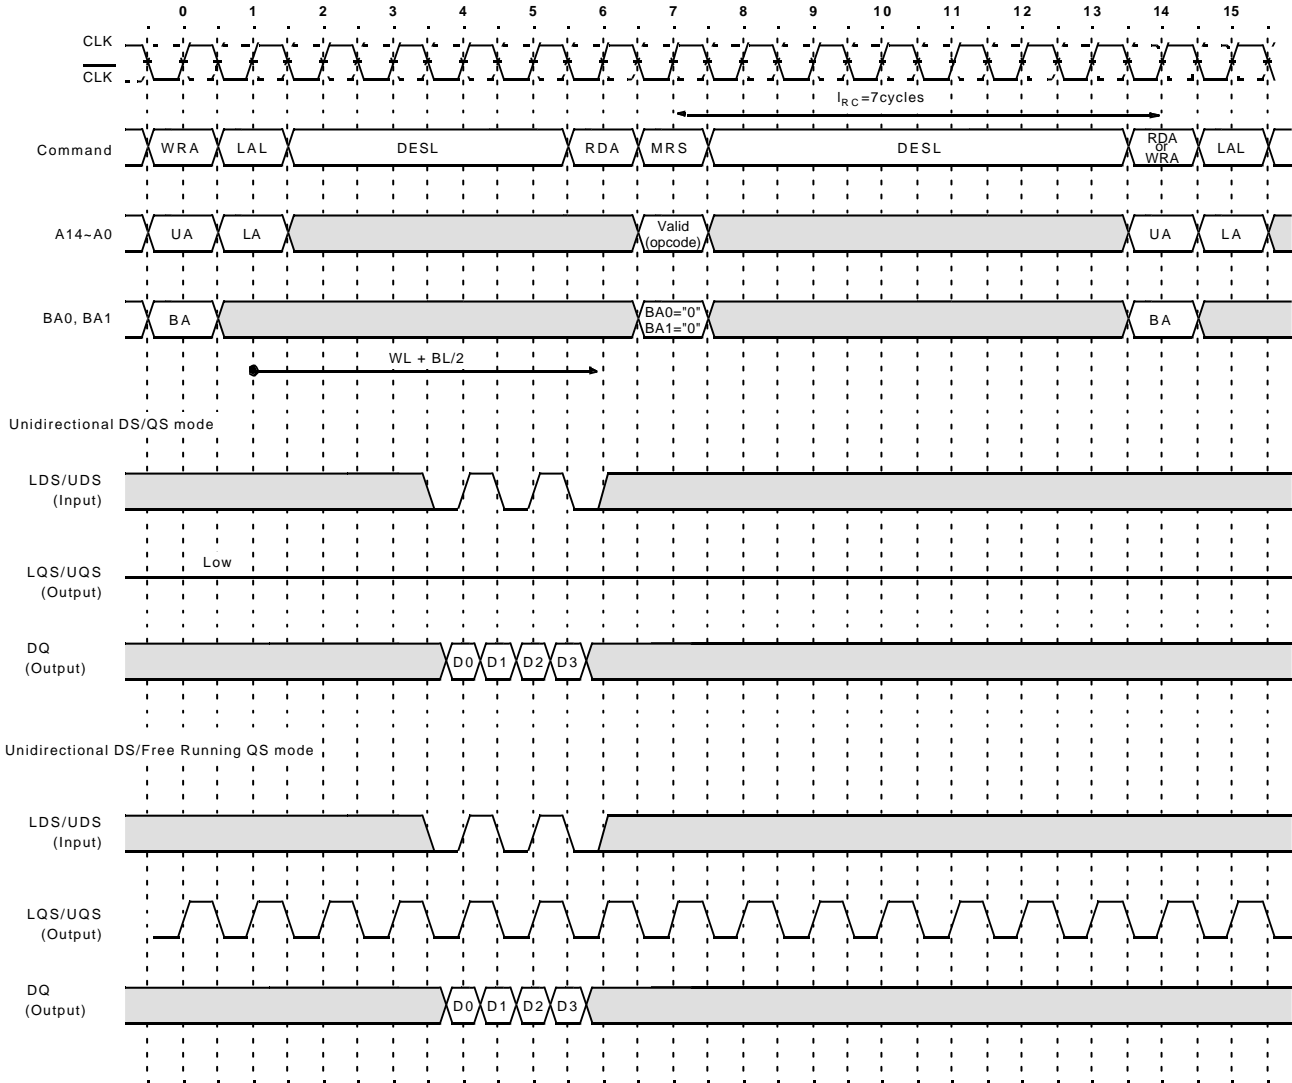 0 1 2 3 4 5 6 7 8 9 10 11 12 13 14 15
CLK
CLK
IRC=7cycles
Command WRA LAL DESL RDA MRS DESL RDA or WRA LAL
A14~A0 UA LA Valid (opcode) UA LA
BA0, BA1 BA BA0="0" BA1="0" BA
WL + BL/2
Unidirectional DS/QS mode
LDS/UDS
(Input)
Low
LQS/UQS
(Output)
DQ
(Output)
D0 D1 D2 D3
Unidirectional DS/Free Running QS mode
LDS/UDS
(Input)
LQS/UQS
(Output)
DQ
(Output)
D0 D1 D2 D3